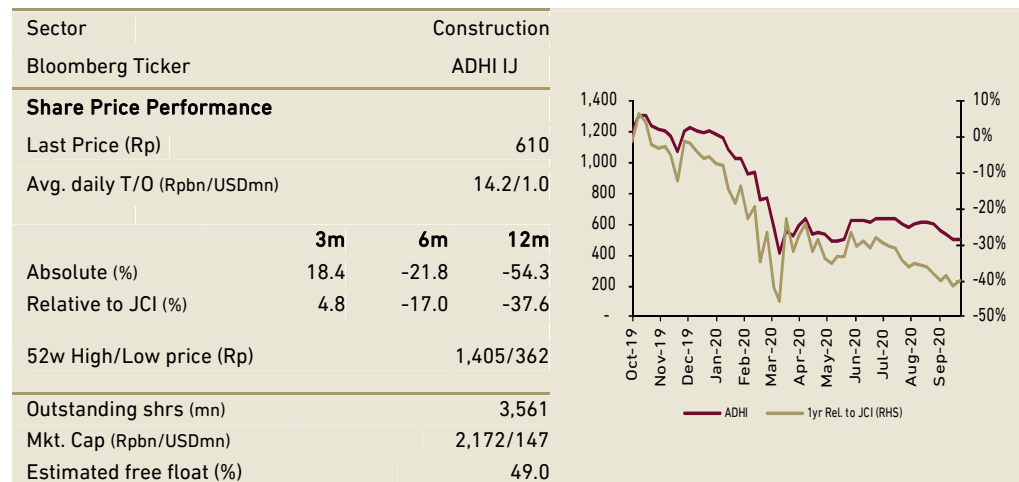 Sector Construction
Bloomberg Ticker ADHI IJ
Share Price Performance
Last Price (Rp) 610
Avg. daily T/O (Rpbn/USDmn) 14.2/1.0
3m 6m 12m
Absolute (%) 18.4 -21.8 -54.3
Relative to JCI (%) 4.8 -17.0 -37.6
52w High/Low price (Rp) 1,405/362
Outstanding shrs (mn) 3,561
Mkt. Cap (Rpbn/USDmn) 2,172/147
Estimated free float (%) 49.0
1,400 10%
1,200 0%
1,000 -10%
800 -20%
600 -30%
400 -40%
200 -50%
-
Oct-19 Nov-19 Dec-19 Jan-20 Feb-20 Mar-20 Apr-20 May-20 Jun-20 Jul-20 Aug-20 Sep-20
ADHI 1yr Rel. to JCI (RHS)